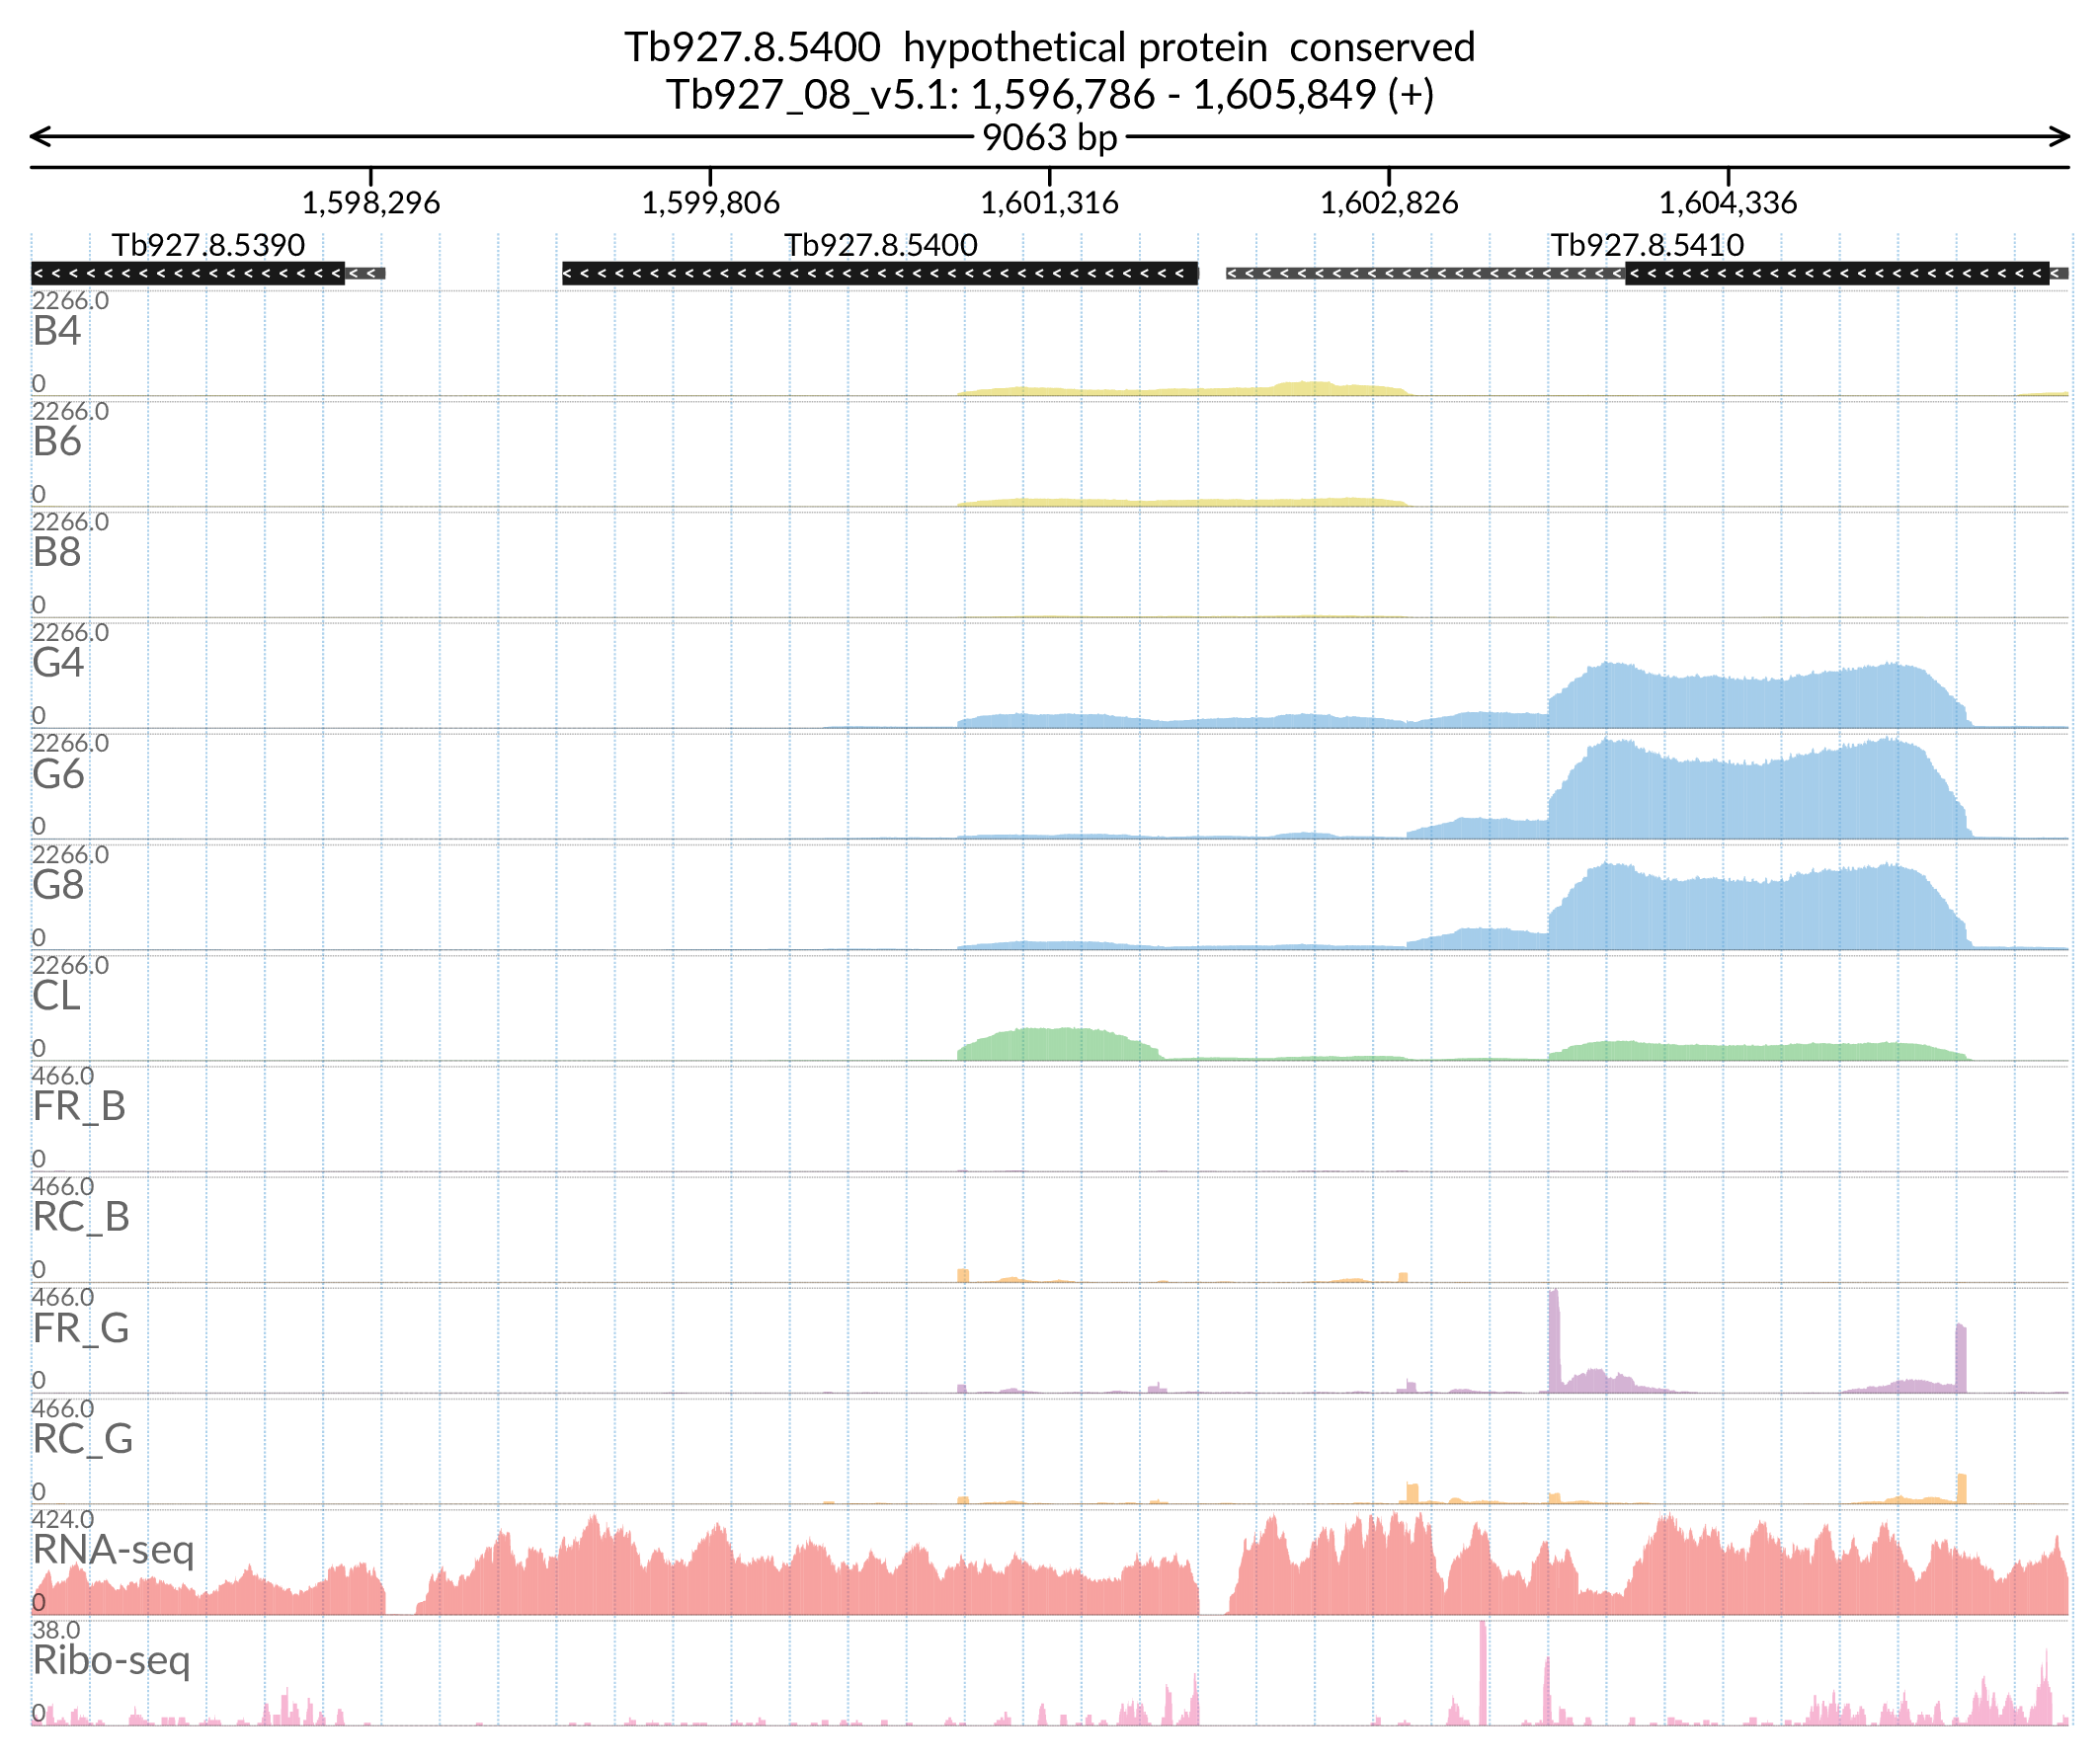 Tb927.8.5400 hypothetical protein conserved
Tb927_08_v5.1: 1,596,786 - 1,605,849 (+)
9063 bp
1,598,296 1,599,806 1,601,316 1,602,826 1,604,336
Tb927.8.5390 Tb927.8.5400 Tb927.8.5410
2266.0
B4
0
2266.0
B6
0
2266.0
B8
0
2266.0
G4
0
2266.0
G6
0
2266.0
G8
0
2266.0
CL
0
466.0
FR_B
0
466.0
RC_B
0
466.0
FR_G
0
466.0
RC_G
0
424.0
RNA-seq
0
38.0
Ribo-seq
0